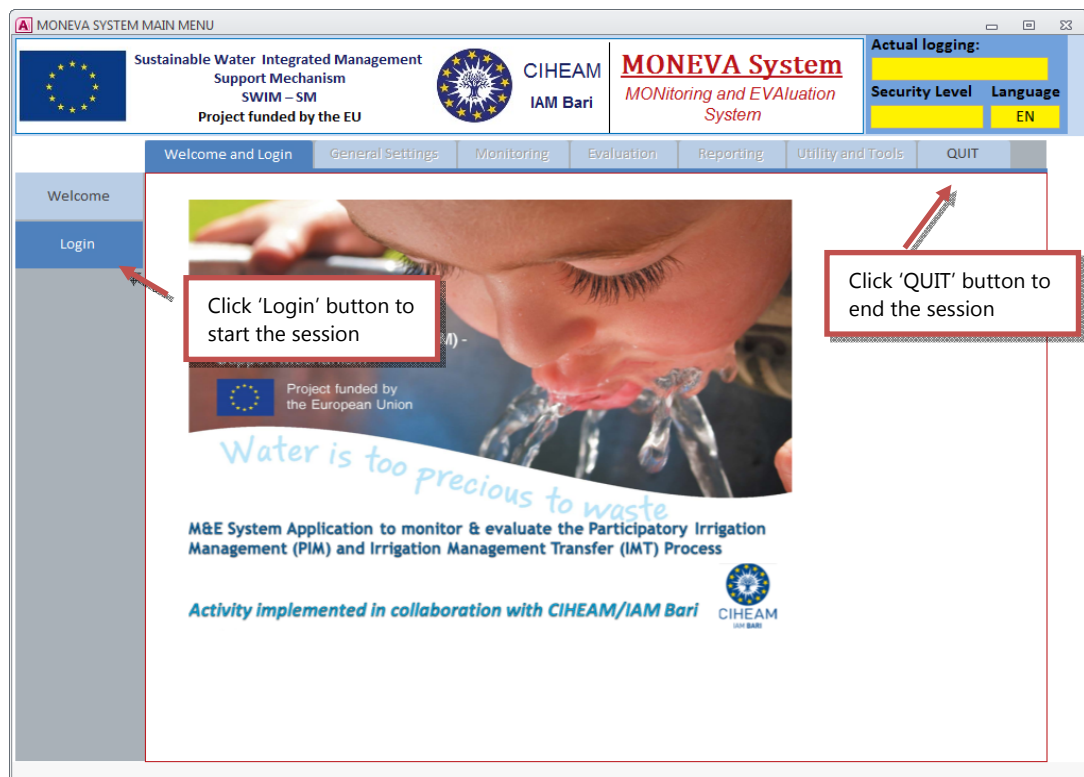 MONEVA SYSTEM MAIN MENU
Sustainable Water Integrated Management
Support Mechanism
SWIM – SM
Project funded by the EU
CIHEAM
IAM Bari
MONEVA System
MONitoring and EVAluation
System
Actual logging:
Security Level Language
EN
Welcome and Login General Settings Monitoring Evaluation Reporting Utility and Tools QUIT
Welcome
Login
Click ‘Login’ button to
start the session
Click ‘QUIT’ button to
end the session
M) -
Project funded by
the European Union
Water is too precious to waste
M&E System Application to monitor & evaluate the Participatory Irrigation
Management (PIM) and Irrigation Management Transfer (IMT) Process
Activity implemented in collaboration with CIHEAM/IAM Bari
CIHEAM
IAM BARI